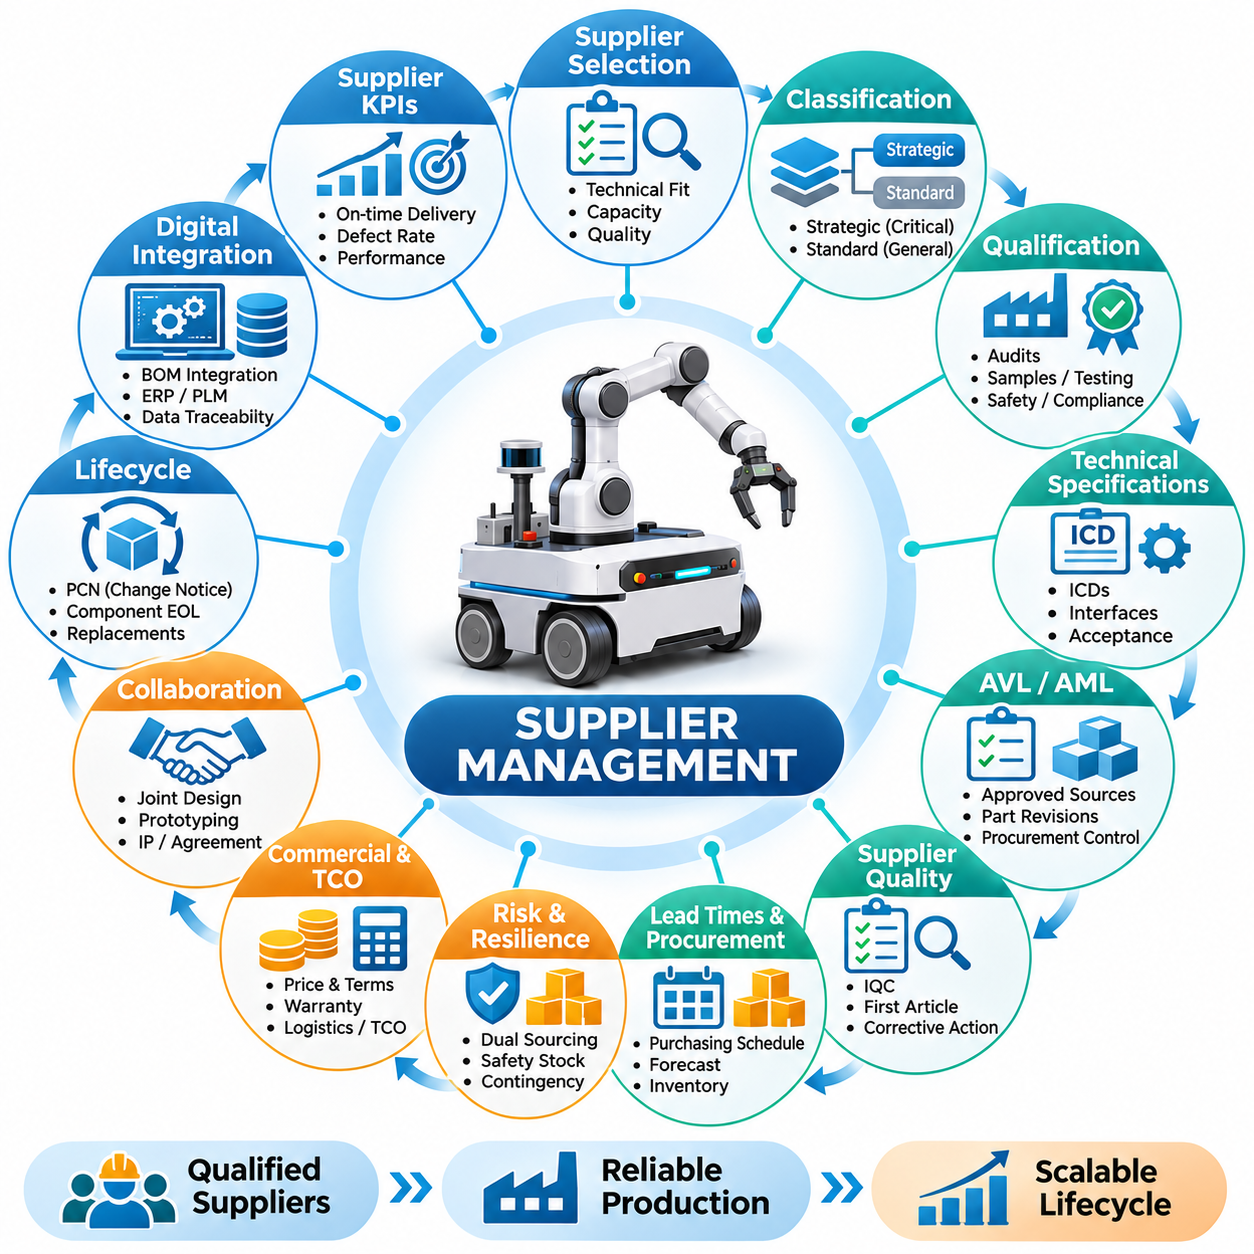 Supplier
Selection
• Technical Fit
• Capacity
• Quality
Classification
Strategic
Standard
• Strategic (Critical)
• Standard (General)
Qualification
• Audits
• Samples / Testing
• Safety / Compliance
Technical
Specifications
ICD
• ICDs
• Interfaces
• Acceptance
AVL / AML
• Approved Sources
• Part Revisions
• Procurement Control
Supplier
Quality
• IQC
• First Article
• Corrective Action
Lead Times &
Procurement
• Purchasing Schedule
• Forecast
• Inventory
Risk &
Resilience
• Dual Sourcing
• Safety Stock
• Contingency
Commercial &
TCO
• Price & Terms
• Warranty
• Logistics / TCO
Collaboration
• Joint Design
• Prototyping
• IP / Agreement
Lifecycle
• PCN (Change Notice)
• Component EOL
• Replacements
Digital
Integration
• BOM Integration
• ERP / PLM
• Data Traceabiity
Supplier
KPIs
• On-time Delivery
• Defect Rate
• Performance
SUPPLIER
MANAGEMENT
Qualified
Suppliers
Reliable
Production
Scalable
Lifecycle